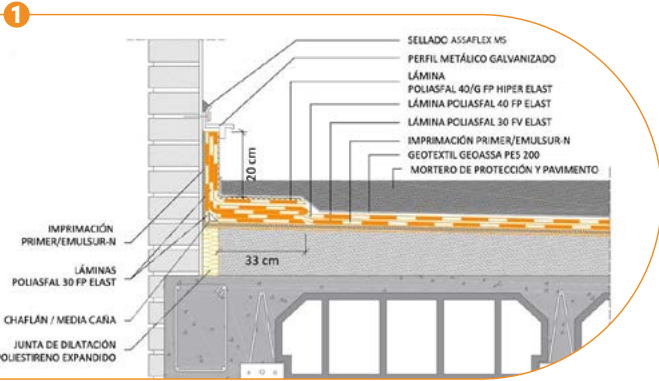 1
SELLADO ASSAFLEX MS
PERFIL METÁLICO GALVANIZADO
LÁMINA
POLIASFAL 40/G FP HIPER ELAST
LÁMINA POLIASFAL 40 FP ELAST
LÁMINA POLIASFAL 30 FV ELAST
IMPRIMACIÓN PRIMER/EMULSUR-N
GEOTEXTIL GEOASSA PES 200
MORTERO DE PROTECCIÓN Y PAVIMENTO
20 cm
33 cm
IMPRIMACIÓN
PRIMER/EMULSUR-N
LÁMINAS
POLIASFAL 30 FP ELAST
CHAFLÁN / MEDIA CAÑA
JUNTA DE DILATACIÓN
POLIESTIRENO EXPANDIDO